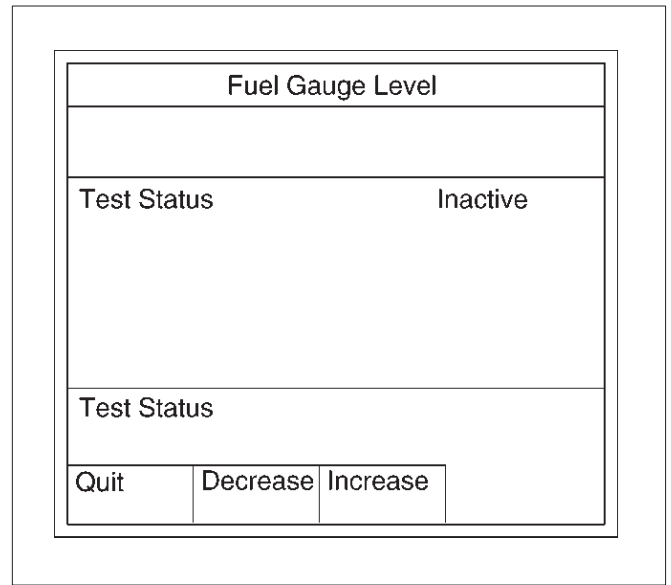 Fuel Gauge Level
Test Status Inactive
Test Status
Quit Decrease Increase